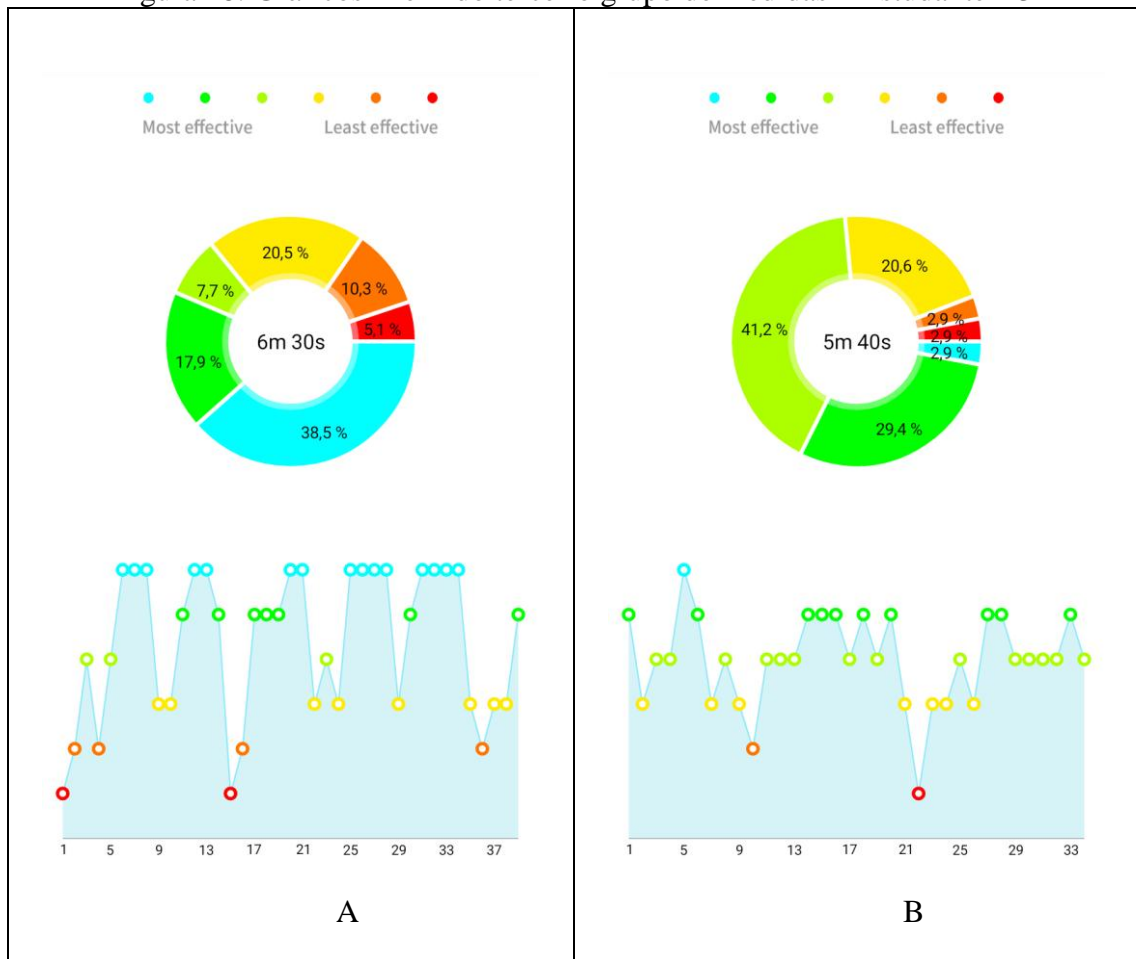 Most effective Least effective
20,5 %
7,7 %
10,3 %
5,1 %
6m 30s
17,9 %
38,5 %
1 5 9 13 17 21 25 29 33 37
A
Most effective Least effective
20,6 %
2,9 %
41,2 %
5m 40s
2,9 %
2,9 %
29,4 %
1 5 9 13 17 21 25 29 33
B